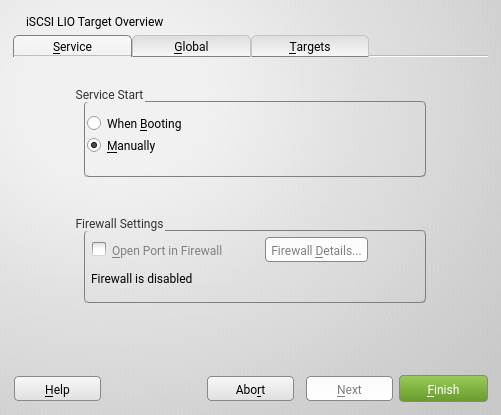 iSCSI LIO Target Overview
Service Global Targets
Service Start
When Booting
Manually
Firewall Settings
Open Port in Firewall Firewall Details...
Firewall is disabled
Help Abort Next Finish